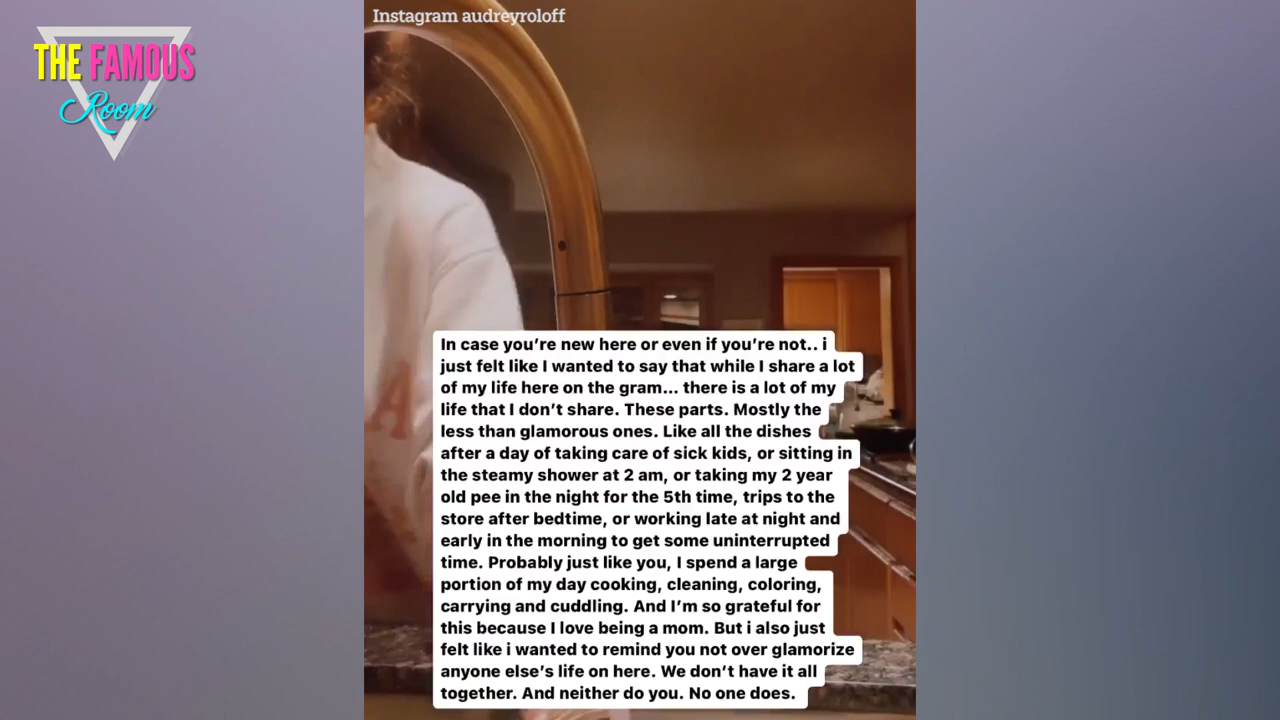 Instagram audreyroloff
THE FAMOUS
Room
In case you’re new here or even if you’re not.. i
just felt like I wanted to say that while I share a lot
of my life here on the gram... there is a lot of my
life that I don’t share. These parts. Mostly the
less than glamorous ones. Like all the dishes
after a day of taking care of sick kids, or sitting in
the steamy shower at 2 am, or taking my 2 year
old pee in the night for the 5th time, trips to the
store after bedtime, or working late at night and
early in the morning to get some uninterrupted
time. Probably just like you, I spend a large
portion of my day cooking, cleaning, coloring,
carrying and cuddling. And I’m so grateful for
this because I love being a mom. But i also just
felt like i wanted to remind you not over glamorize
anyone else’s life on here. We don’t have it all
together. And neither do you. No one does.
A